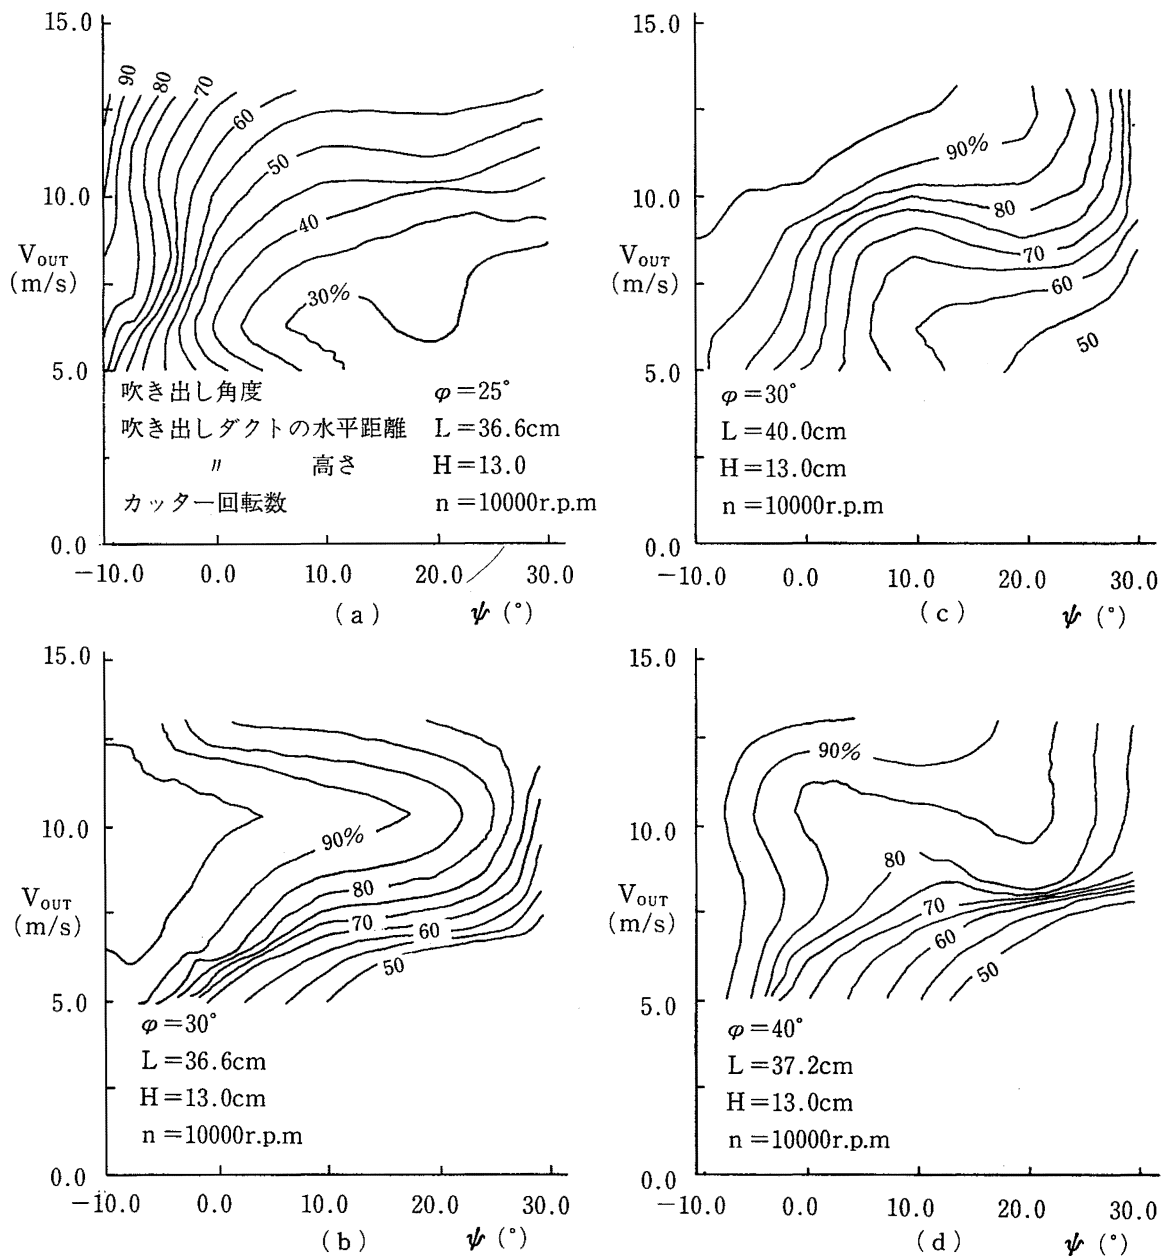 15.0
10.0
V_OUT
(m/s)
5.0
0.0
90
80
70
60
50
40
30%
吹き出し角度 φ=25°
吹き出しダクトの水平距離 L=36.6cm
〃 高さ H=13.0
カッター回転数 n=10000r.p.m
-10.0 0.0 10.0 20.0 30.0
(a) ψ (°)
15.0
10.0
V_OUT
(m/s)
5.0
0.0
90%
80
70
60
50
φ=30°
L=40.0cm
H=13.0cm
n=10000r.p.m
-10.0 0.0 10.0 20.0 30.0
(c) ψ (°)
15.0
10.0
V_OUT
(m/s)
5.0
0.0
90%
80
70
60
50
φ=30°
L=36.6cm
H=13.0cm
n=10000r.p.m
-10.0 0.0 10.0 20.0 30.0
(b) ψ (°)
15.0
10.0
V_OUT
(m/s)
5.0
0.0
90%
80
70
60
50
φ=40°
L=37.2cm
H=13.0cm
n=10000r.p.m
-10.0 0.0 10.0 20.0 30.0
(d) ψ (°)